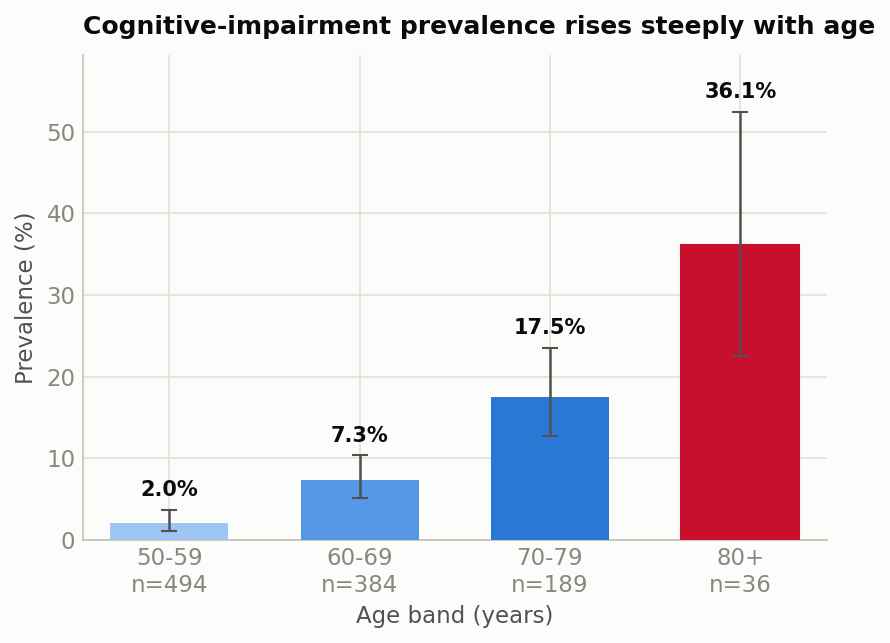 Cognitive-impairment prevalence rises steeply with age
Prevalence (%)
50
40
30
20
10
0
2.0%
7.3%
17.5%
36.1%
50-59
n=494
60-69
n=384
70-79
n=189
80+
n=36
Age band (years)